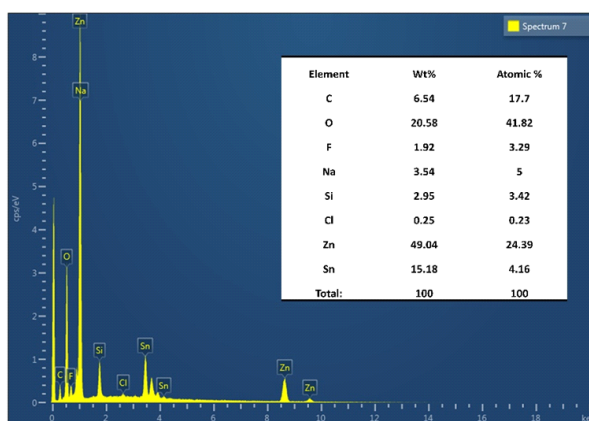 Spectrum 7
Element Wt% Atomic %
C 6.54 17.7
O 20.58 41.82
F 1.92 3.29
Na 3.54 5
Si 2.95 3.42
Cl 0.25 0.23
Zn 49.04 24.39
Sn 15.18 4.16
Total: 100 100
cps/eV
8
7
6
5
4
3
2
1
0
Zn
Na
O
C F
Si
Cl
Sn
Sn
Zn
Zn
0 2 4 6 8 10 12 14 16 18